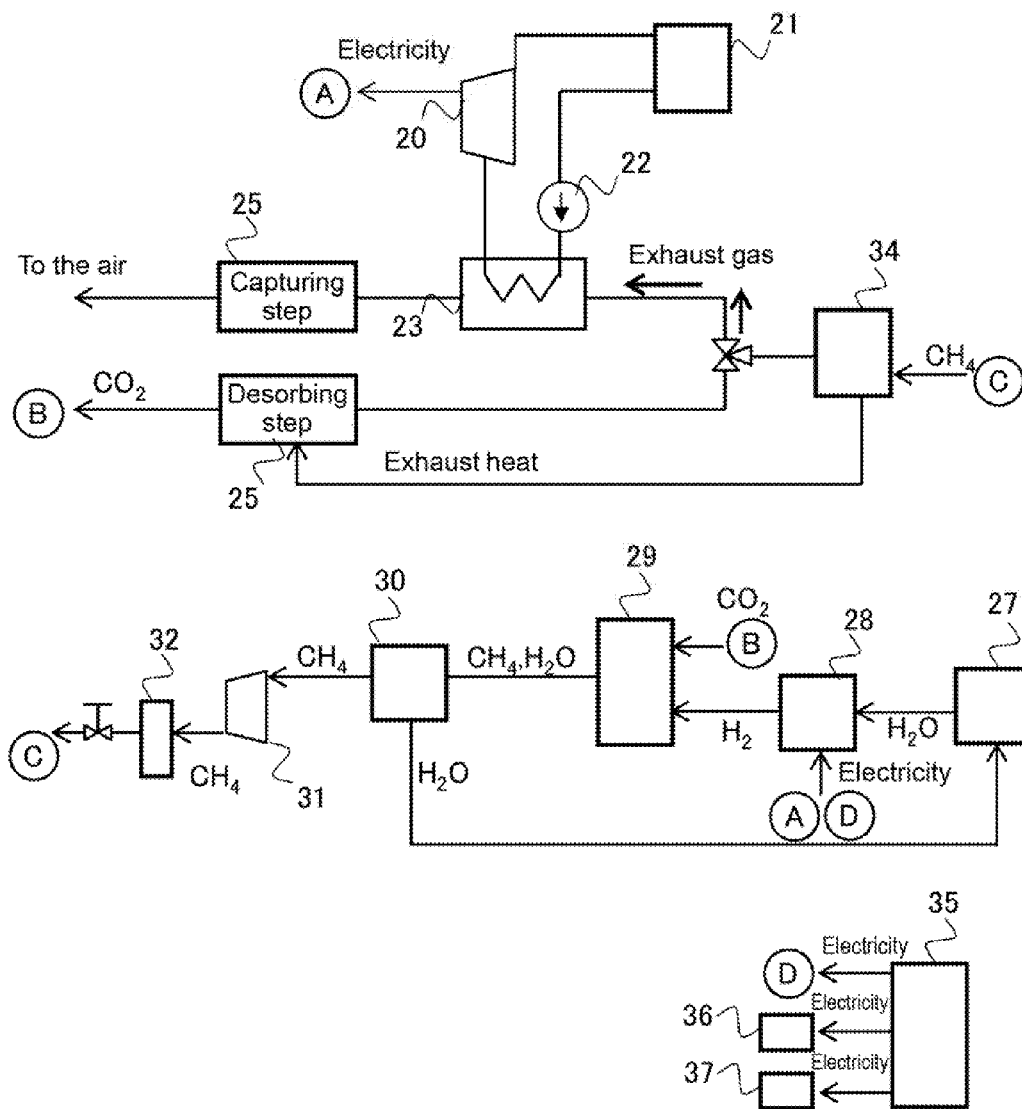 21
Electricity
A
20
22
25
34
To the air
Capturing
step
Exhaust gas
23
CH₄
C
CO₂
B
Desorbing
step
Exhaust heat
25
29
30
CO₂
27
28
B
32
CH₄
CH₄,H₂O
H₂
H₂O
C
CH₄
31
H₂O
Electricity
A
D
35
Electricity
D
Electricity
36
Electricity
37